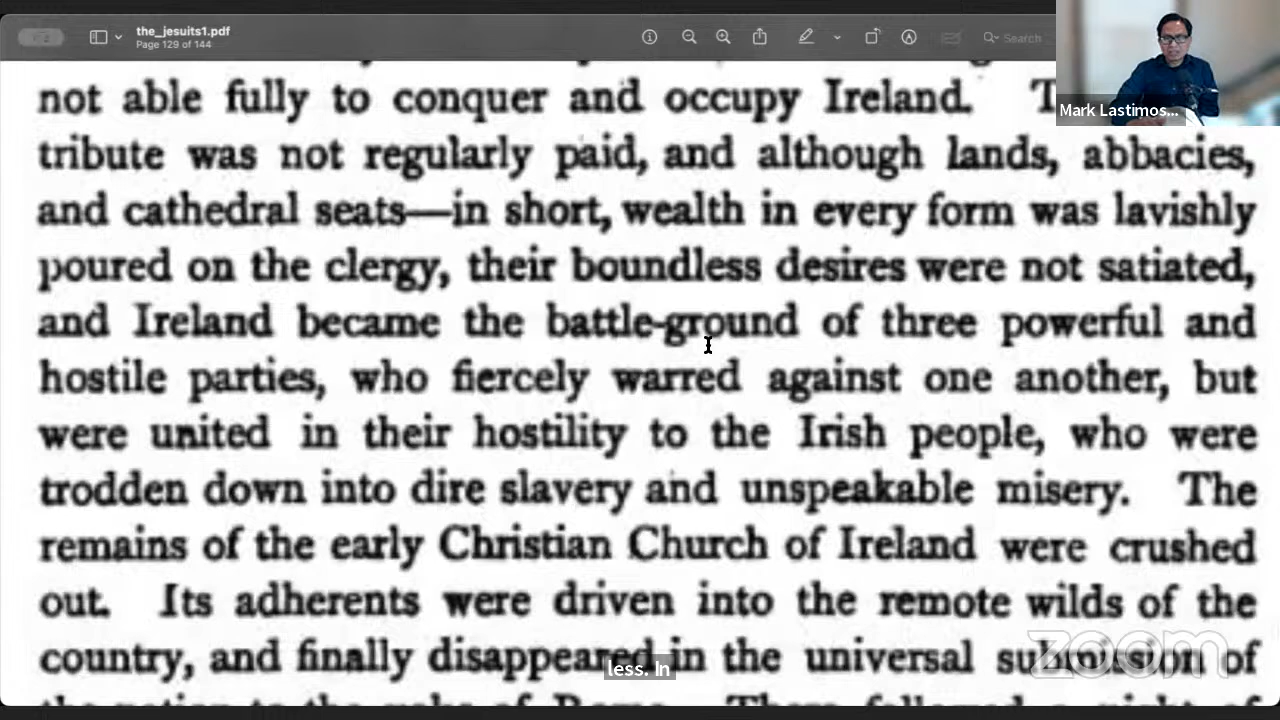 the_jesuits1.pdf
Page 129 of 144
Search
Mark Lastimos...
not able fully to conquer and occupy Ireland.
tribute was not regularly paid, and although lands, abbacies,
and cathedral seats—in short, wealth in every form was lavishly
poured on the clergy, their boundless desires were not satiated,
and Ireland became the battle-ground of three powerful and
hostile parties, who fiercely warred against one another, but
were united in their hostility to the Irish people, who were
trodden down into dire slavery and unspeakable misery. The
remains of the early Christian Church of Ireland were crushed
out. Its adherents were driven into the remote wilds of the
country, and finally disappeared in the universal submission of
less. In
zoom